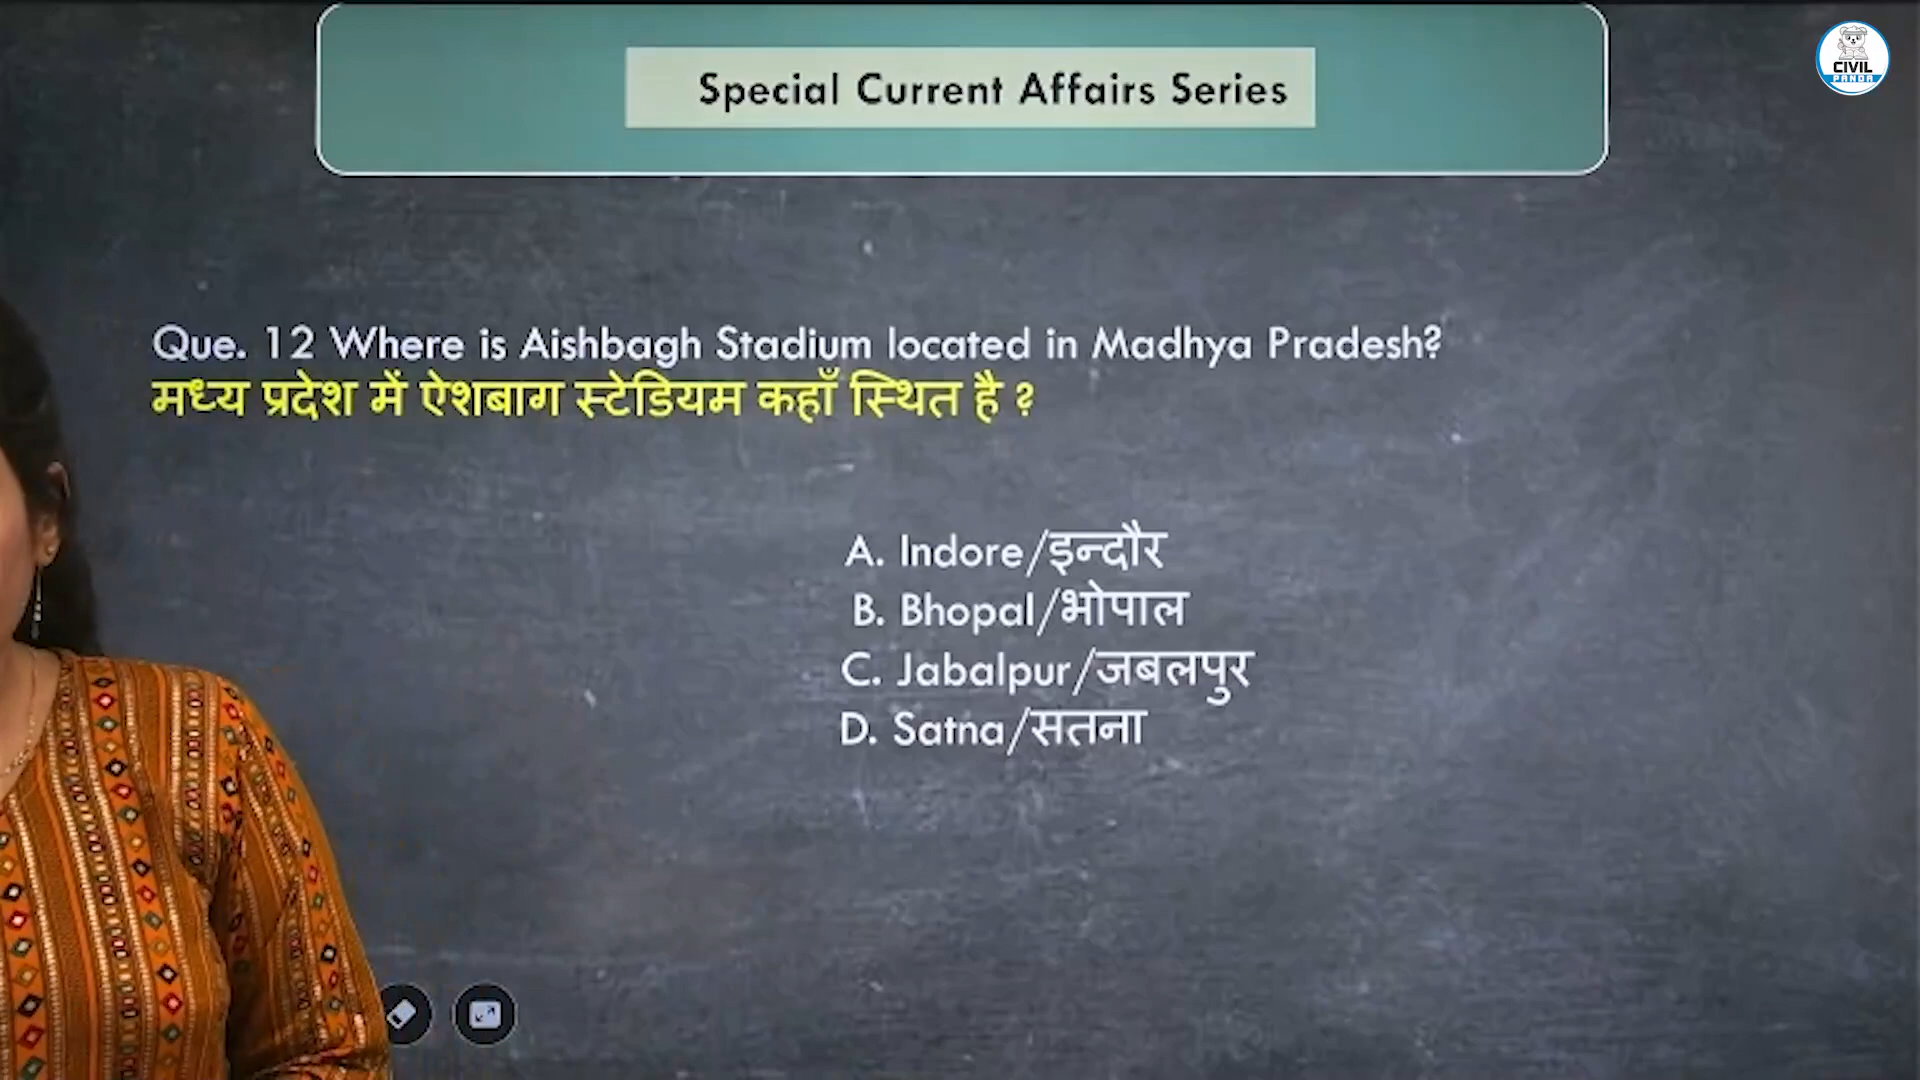 Special Current Affairs Series
CIVIL
PANDA
Que. 12 Where is Aishbagh Stadium located in Madhya Pradesh?
मध्य प्रदेश में ऐशबाग स्टेडियम कहाँ स्थित है ?
A. Indore/इन्दौर
B. Bhopal/भोपाल
C. Jabalpur/जबलपुर
D. Satna/सतना